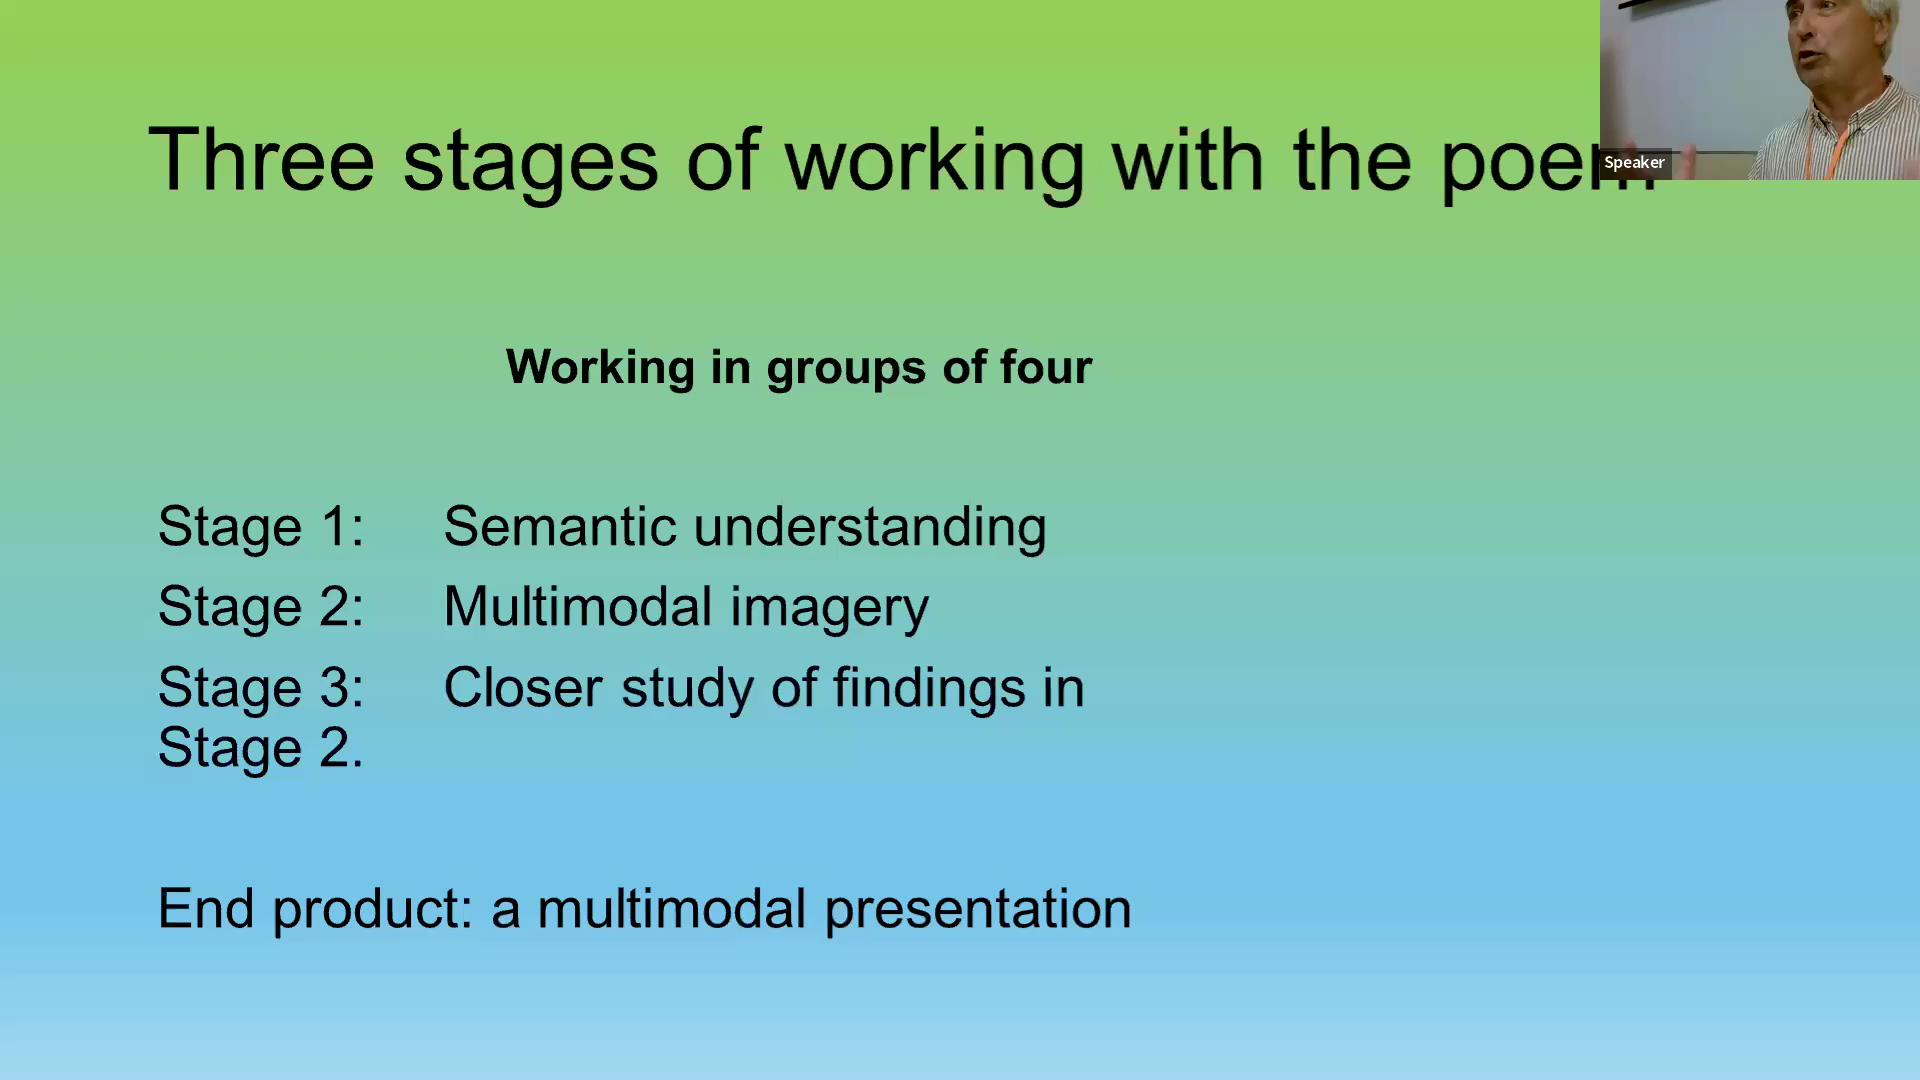 Three stages of working with the poem
Speaker
Working in groups of four
Stage 1: Semantic understanding
Stage 2: Multimodal imagery
Stage 3: Closer study of findings in
Stage 2.
End product: a multimodal presentation